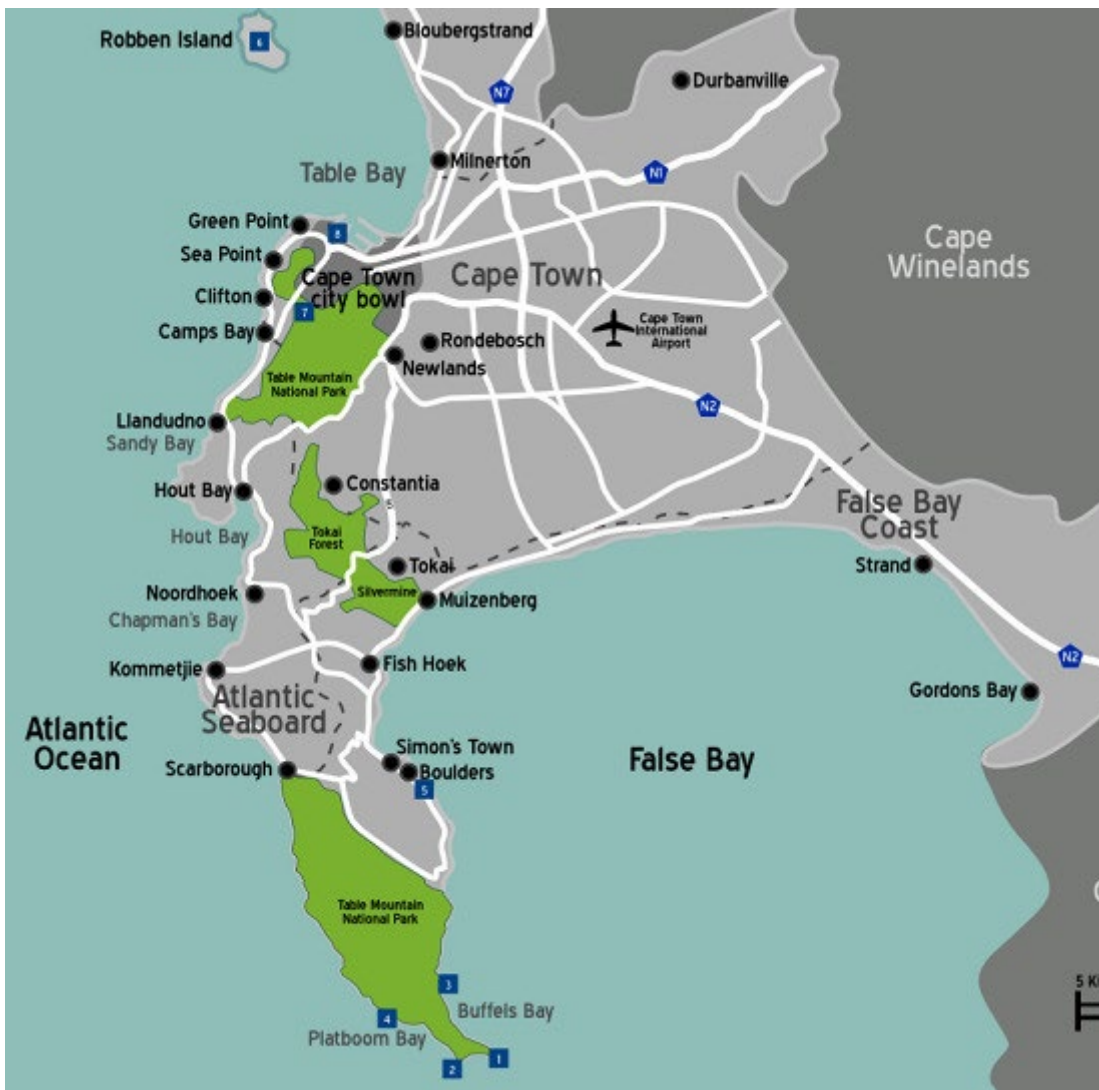 Bloubergstrand
Robben Island
6
Durbanville
N7
Milnerton
N1
Table Bay
Green Point
8
Sea Point
Cape
Winelands
Cape Town
city bowl
Cape Town
Clifton
7
Camps Bay
Cape Town
International
Airport
Rondebosch
Newlands
Table Mountain
National Park
N2
Llandudno
Sandy Bay
Constantia
Hout Bay
False Bay
Coast
Hout Bay
Tokai
Forest
Tokai
Strand
Noordhoek
Silvermine
Muizenberg
Chapman's Bay
Kommetjie
Fish Hoek
N2
Gordons Bay
Atlantic
Seaboard
Atlantic
Ocean
Simon's Town
False Bay
Scarborough
Boulders
5
Table Mountain
National Park
3
5 K
Buffels Bay
4
Platboom Bay
1
2